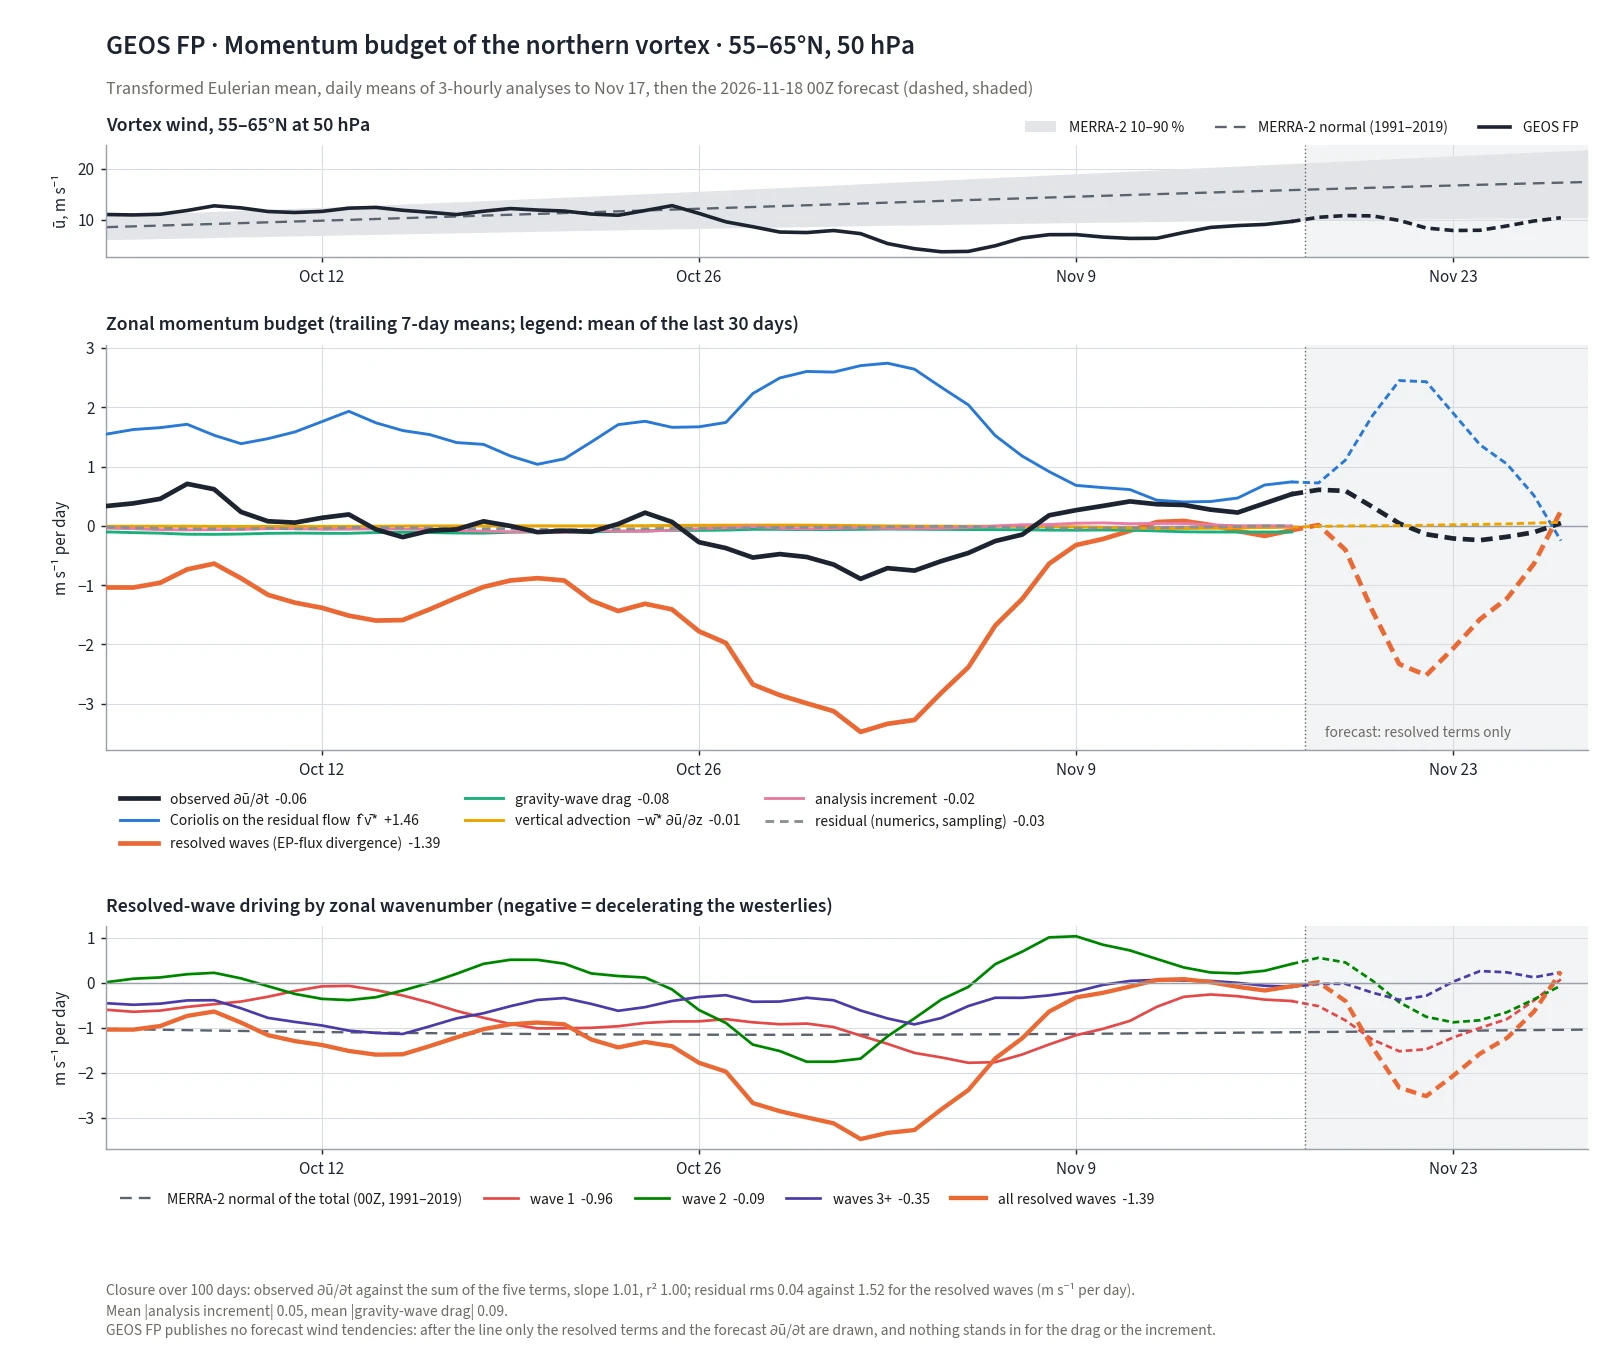 GEOS FP · Momentum budget of the northern vortex · 55–65°N, 50 hPa
Transformed Eulerian mean, daily means of 3-hourly analyses to Nov 17, then the 2026-11-18 00Z forecast (dashed, shaded)
Vortex wind, 55–65°N at 50 hPa
MERRA-2 10–90 %
MERRA-2 normal (1991–2019)
GEOS FP
ū, m s⁻¹
20
10
Oct 12
Oct 26
Nov 9
Nov 23
Zonal momentum budget (trailing 7-day means; legend: mean of the last 30 days)
m s⁻¹ per day
3
2
1
0
−1
−2
−3
forecast: resolved terms only
Oct 12
Oct 26
Nov 9
Nov 23
observed ∂ū/∂t -0.06
gravity-wave drag -0.08
analysis increment -0.02
Coriolis on the residual flow f v̄* +1.46
vertical advection −w̄* ∂ū/∂z -0.01
residual (numerics, sampling) -0.03
resolved waves (EP-flux divergence) -1.39
Resolved-wave driving by zonal wavenumber (negative = decelerating the westerlies)
m s⁻¹ per day
1
0
−1
−2
−3
Oct 12
Oct 26
Nov 9
Nov 23
MERRA-2 normal of the total (00Z, 1991–2019)
wave 1 -0.96
wave 2 -0.09
waves 3+ -0.35
all resolved waves -1.39
Closure over 100 days: observed ∂ū/∂t against the sum of the five terms, slope 1.01, r² 1.00; residual rms 0.04 against 1.52 for the resolved waves (m s⁻¹ per day).
Mean |analysis increment| 0.05, mean |gravity-wave drag| 0.09.
GEOS FP publishes no forecast wind tendencies: after the line only the resolved terms and the forecast ∂ū/∂t are drawn, and nothing stands in for the drag or the increment.